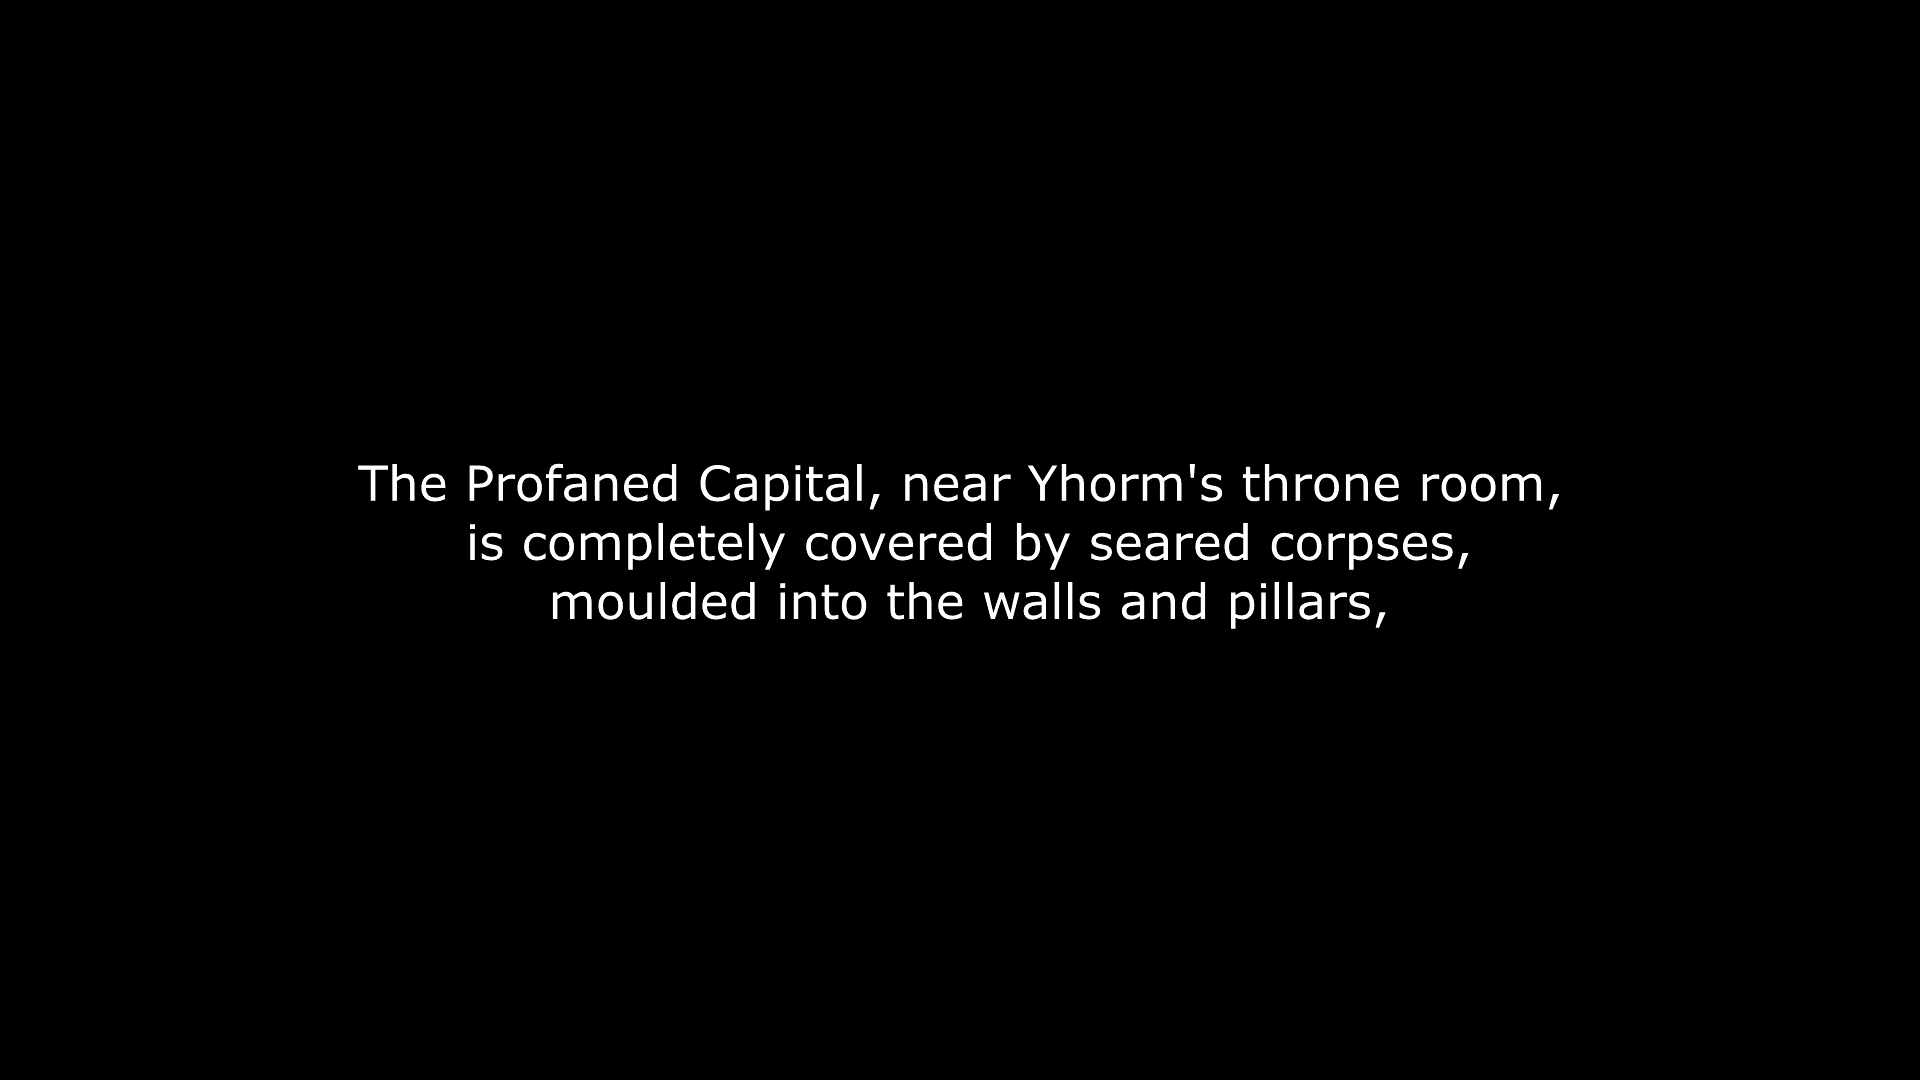 The Profaned Capital, near Yhorm's throne room,
is completely covered by seared corpses,
moulded into the walls and pillars,